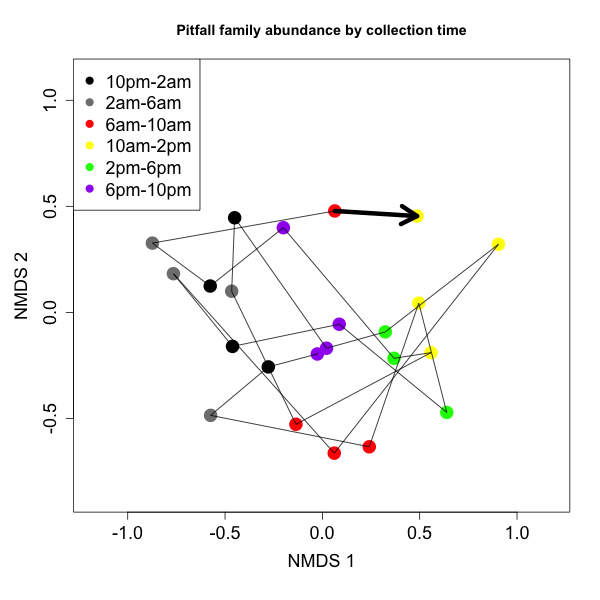 Pitfall family abundance by collection time
10pm-2am
2am-6am
6am-10am
10am-2pm
2pm-6pm
6pm-10pm
1.0
0.5
0.0
-0.5
NMDS 2
-1.0 -0.5 0.0 0.5 1.0
NMDS 1